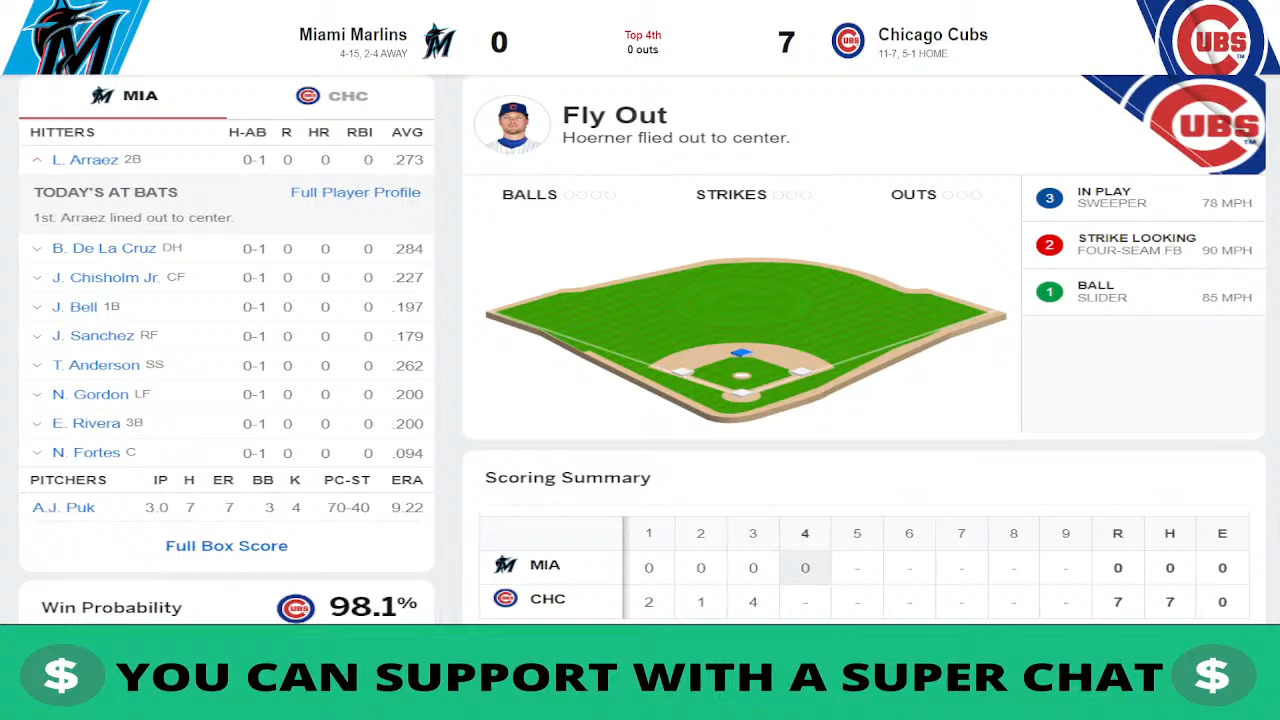 Miami Marlins
4-15, 2-4 AWAY
0
Top 4th
0 outs
7
Chicago Cubs
11-7, 5-1 HOME
MIA
CHC
HITTERS H-AB R HR RBI AVG
L. Arraez 2B 0-1 0 0 0 .273
TODAY'S AT BATS Full Player Profile
1st: Arraez lined out to center.
B. De La Cruz DH 0-1 0 0 0 .284
J. Chisholm Jr. CF 0-1 0 0 0 .227
J. Bell 1B 0-1 0 0 0 .197
J. Sanchez RF 0-1 0 0 0 .179
T. Anderson SS 0-1 0 0 0 .262
N. Gordon LF 0-1 0 0 0 .200
E. Rivera 3B 0-1 0 0 0 .200
N. Fortes C 0-1 0 0 0 .094
PITCHERS IP H ER BB K PC-ST ERA
A.J. Puk 3.0 7 7 3 4 70-40 9.22
Full Box Score
Win Probability CUBS 98.1%
Fly Out
Hoerner flied out to center.
CUBS
TM
CUBS
TM
BALLS STRIKES OUTS
3 IN PLAY
SWEEPER 78 MPH
2 STRIKE LOOKING
FOUR-SEAM FB 90 MPH
1 BALL
SLIDER 85 MPH
Scoring Summary
1 2 3 4 5 6 7 8 9 R H E
MIA 0 0 0 0 - - - - - 0 0 0
CHC 2 1 4 - - - - - - 7 7 0
$ YOU CAN SUPPORT WITH A SUPER CHAT $